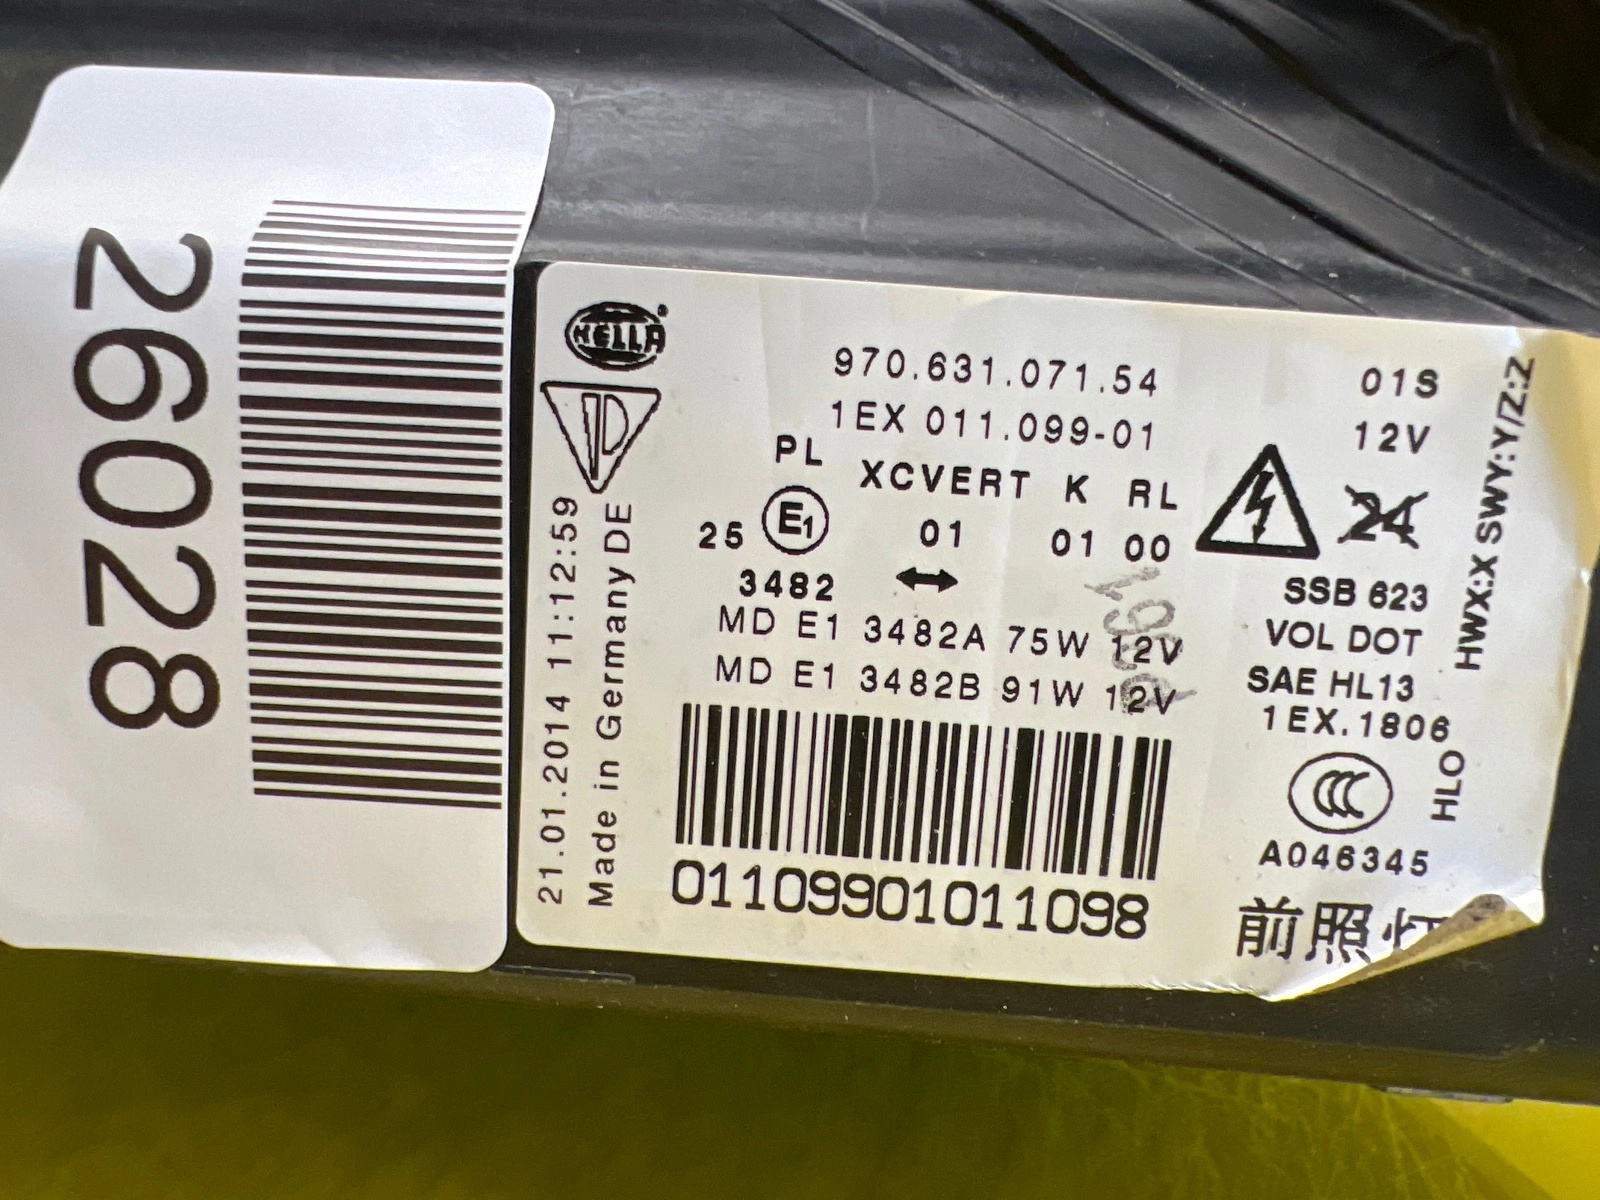 26028
HELLA
970.631.071.54
1EX 011.099-01
PL
XCVERT K RL
25 E1 01 01 00
3482
MD E1 3482A 75W 12V
MD E1 3482B 91W 12V
01109901011098
21.01.2014 11:12:59
Made in Germany DE
01S
12V
24
SSB 623
VOL DOT
SAE HL13
1EX.1806
CCC
A046345
前照
HWX:X SWY:Y/Z:Z
HLO